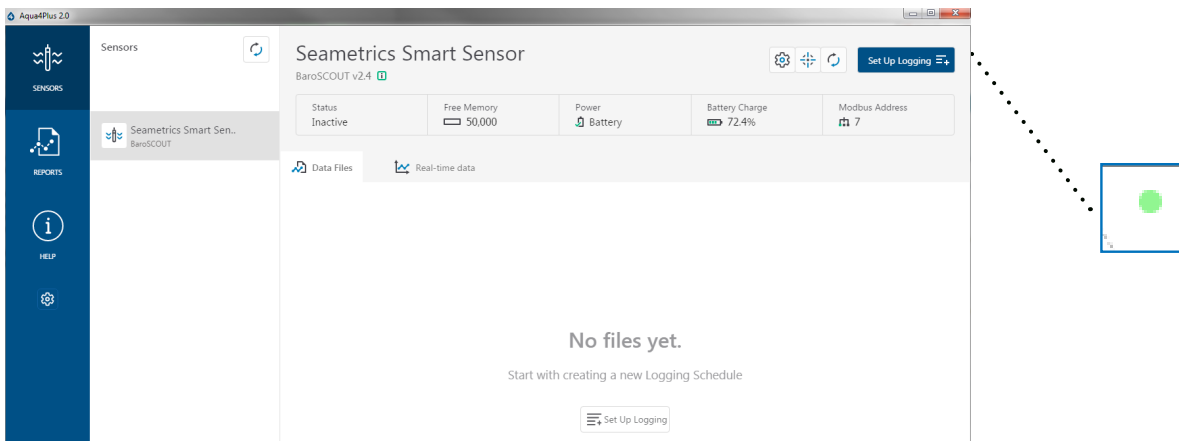 Aqua4Plus 2.0
SENSORS
REPORTS
HELP
Sensors
Seametrics Smart Sen..
BaroSCOUT
Seametrics Smart Sensor
BaroSCOUT v2.4
Set Up Logging
Status
Inactive
Free Memory
50,000
Power
Battery
Battery Charge
72.4%
Modbus Address
7
Data Files
Real-time data
No files yet.
Start with creating a new Logging Schedule
Set Up Logging